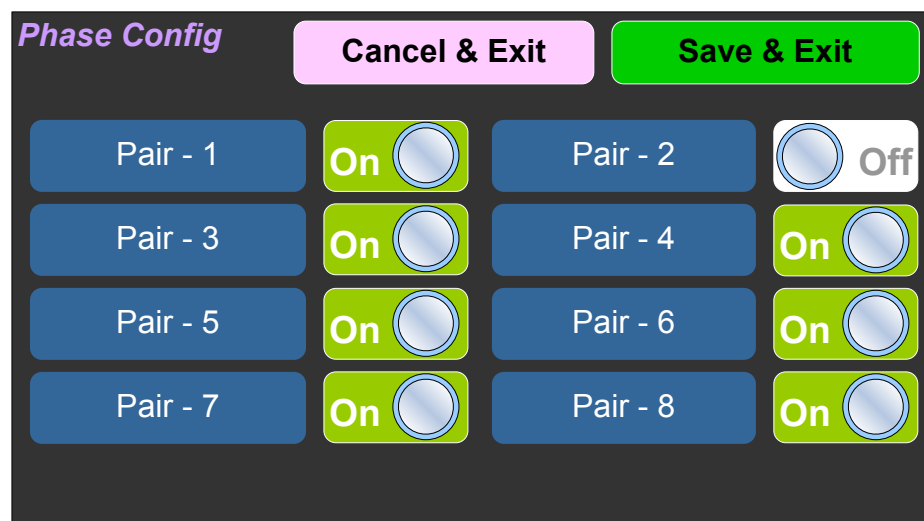 Phase Config
Cancel & Exit
Save & Exit
Pair - 1
On
Pair - 2
Off
Pair - 3
On
Pair - 4
On
Pair - 5
On
Pair - 6
On
Pair - 7
On
Pair - 8
On